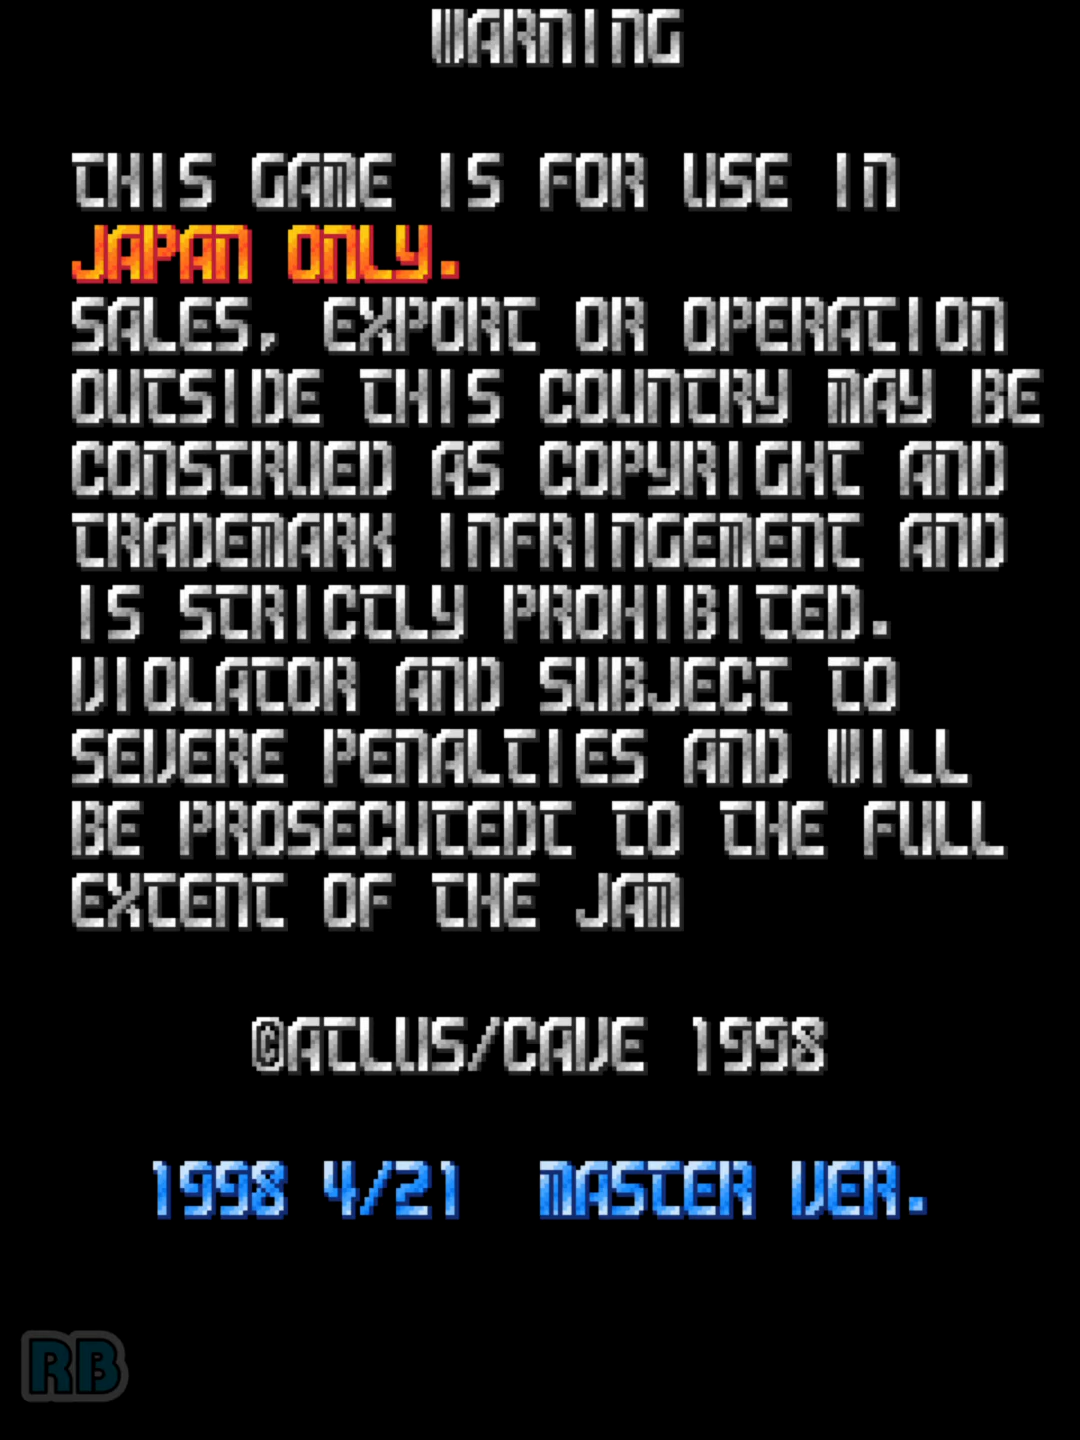 WARNING
THIS GAME IS FOR USE IN
JAPAN ONLY.
SALES, EXPORT OR OPERATION
OUTSIDE THIS COUNTRY MAY BE
CONSTRUED AS COPYRIGHT AND
TRADEMARK INFRINGEMENT AND
IS STRICTLY PROHIBITED.
VIOLATOR AND SUBJECT TO
SEVERE PENALTIES AND WILL
BE PROSECUTEDT TO THE FULL
EXTENT OF THE JAM
©ATLUS/CAVE 1998
1998 4/21 MASTER VER.
RB